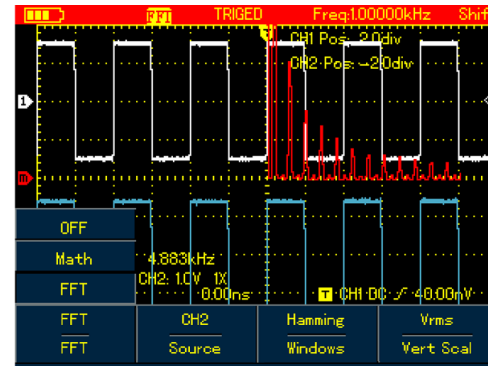 FFT TRIGED Freq:1.00000kHz Shif
CH1 Pos: 2.0div
CH2 Pos: -2.0div
1
m
OFF
Math
4.883kHz
FFT
CH2: 1.0V 1X
0.00ns
T CH1 DC 40.00mV
FFT CH2 Hamming Vrms
FFT Source Windows Vert Scal